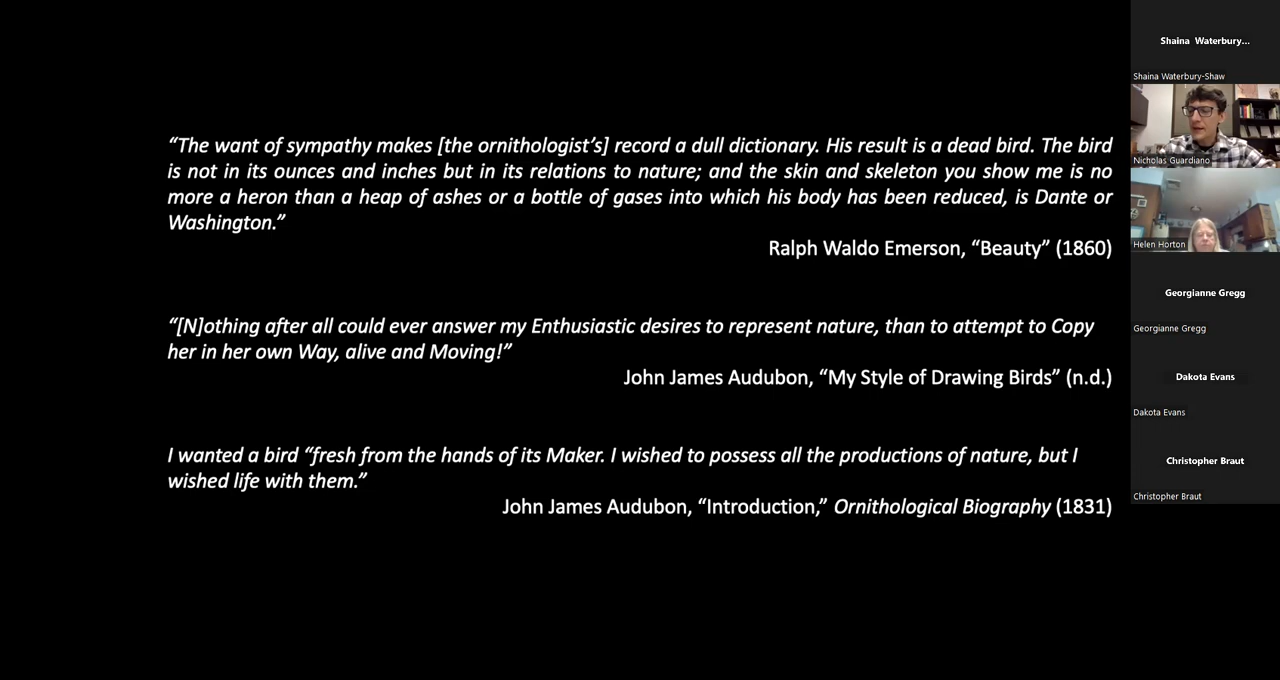 “The want of sympathy makes [the ornithologist’s] record a dull dictionary. His result is a dead bird. The bird
is not in its ounces and inches but in its relations to nature; and the skin and skeleton you show me is no
more a heron than a heap of ashes or a bottle of gases into which his body has been reduced, is Dante or
Washington.”
Ralph Waldo Emerson, “Beauty” (1860)
“[N]othing after all could ever answer my Enthusiastic desires to represent nature, than to attempt to Copy
her in her own Way, alive and Moving!”
John James Audubon, “My Style of Drawing Birds” (n.d.)
I wanted a bird “fresh from the hands of its Maker. I wished to possess all the productions of nature, but I
wished life with them.”
John James Audubon, “Introduction,” Ornithological Biography (1831)
Shaina Waterbury...
Shaina Waterbury-Shaw
Nicholas Guardiano
Helen Horton
Georgianne Gregg
Georgianne Gregg
Dakota Evans
Dakota Evans
Christopher Braut
Christopher Braut